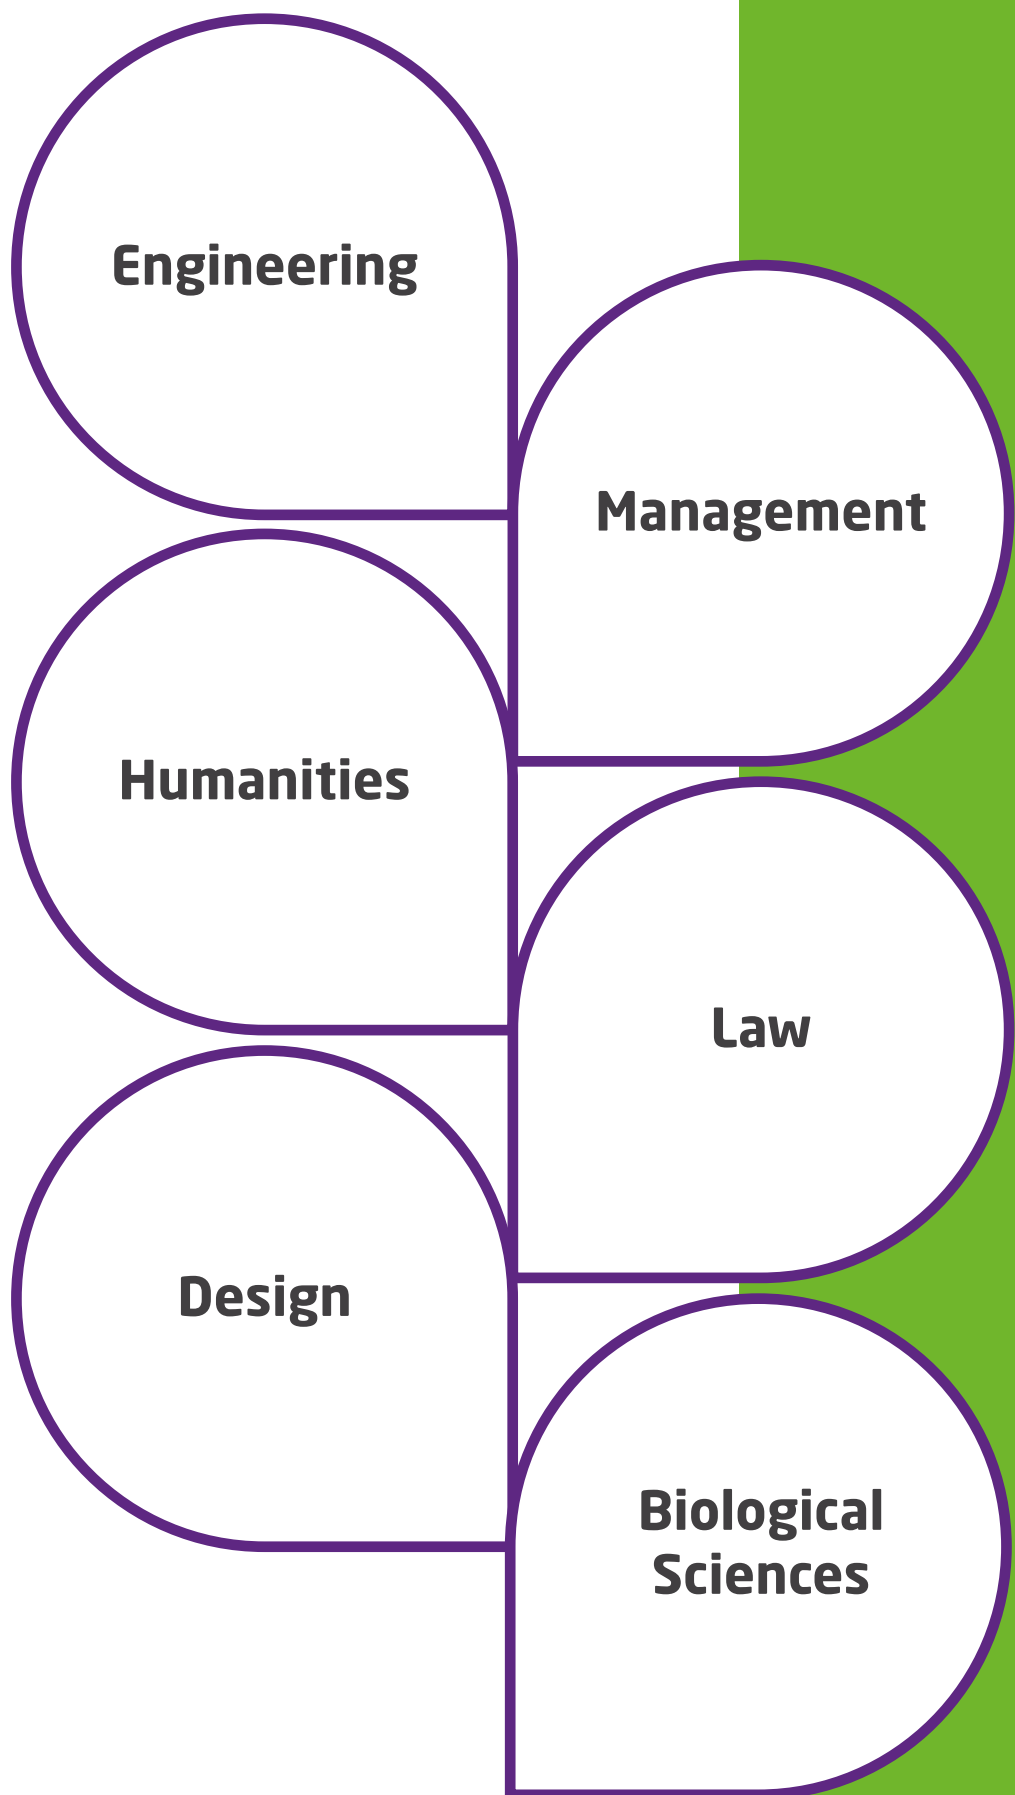 Engineering
Management
Humanities
Law
Design
Biological
Sciences